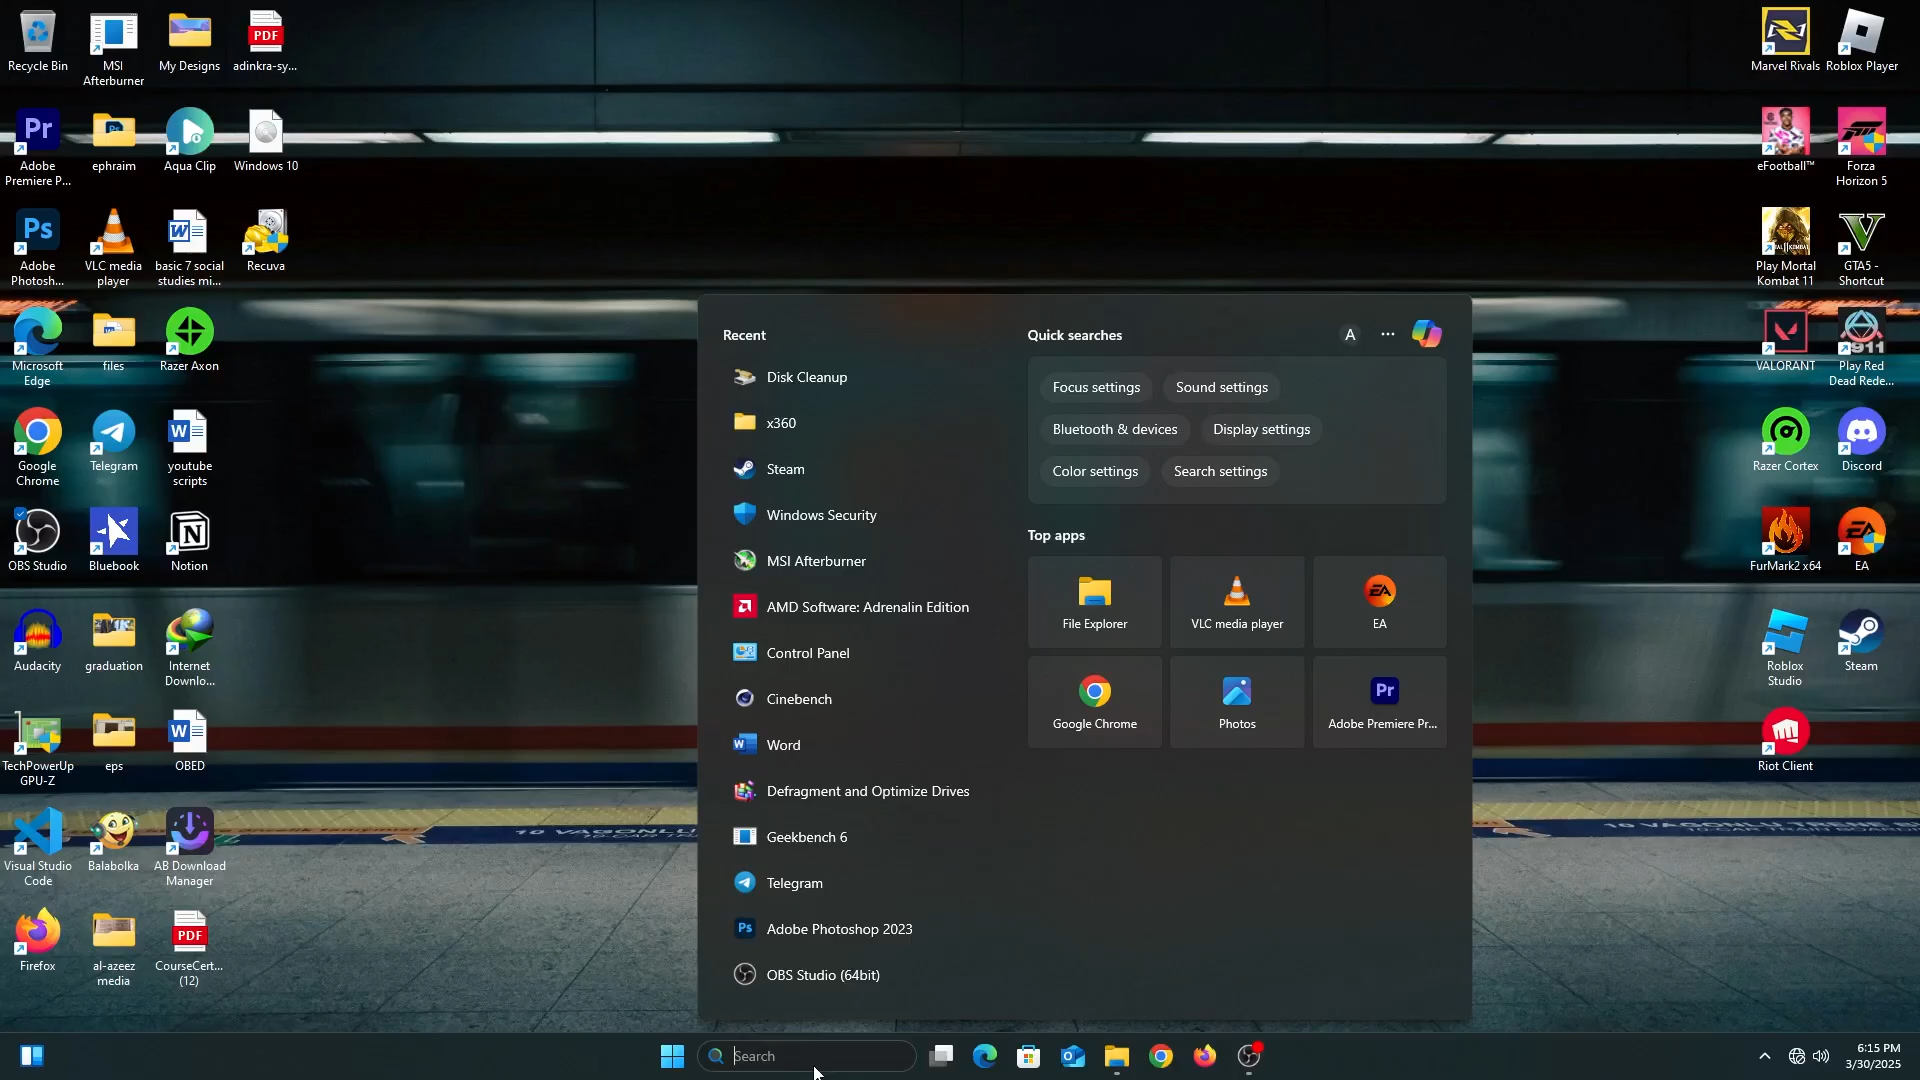 Recycle Bin
MSI
Afterburner
My Designs
adinkra-sy...
Adobe
Premiere P...
ephraim
Aqua Clip
Windows 10
Adobe
Photosh...
VLC media
player
basic 7 social
studies mi...
Recuva
Microsoft
Edge
files
Razer Axon
Google
Chrome
Telegram
youtube
scripts
OBS Studio
Bluebook
Notion
Audacity
graduation
Internet
Downlo...
TechPowerUp
GPU-Z
eps
OBED
Visual Studio
Code
Balabolka
AB Download
Manager
Firefox
al-azeez
media
CourseCert...
(12)
Recent
Disk Cleanup
x360
Steam
Windows Security
MSI Afterburner
AMD Software: Adrenalin Edition
Control Panel
Cinebench
Word
Defragment and Optimize Drives
Geekbench 6
Telegram
Adobe Photoshop 2023
OBS Studio (64bit)
Quick searches
A
Focus settings
Sound settings
Bluetooth & devices
Display settings
Color settings
Search settings
Top apps
File Explorer
VLC media player
EA
Google Chrome
Photos
Adobe Premiere Pr...
Marvel Rivals
Roblox Player
eFootball™
Forza
Horizon 5
Play Mortal
Kombat 11
GTA5 -
Shortcut
VALORANT
Play Red
Dead Rede...
Razer Cortex
Discord
FurMark2 x64
EA
Roblox
Studio
Steam
Riot Client
Search
6:15 PM
3/30/2025